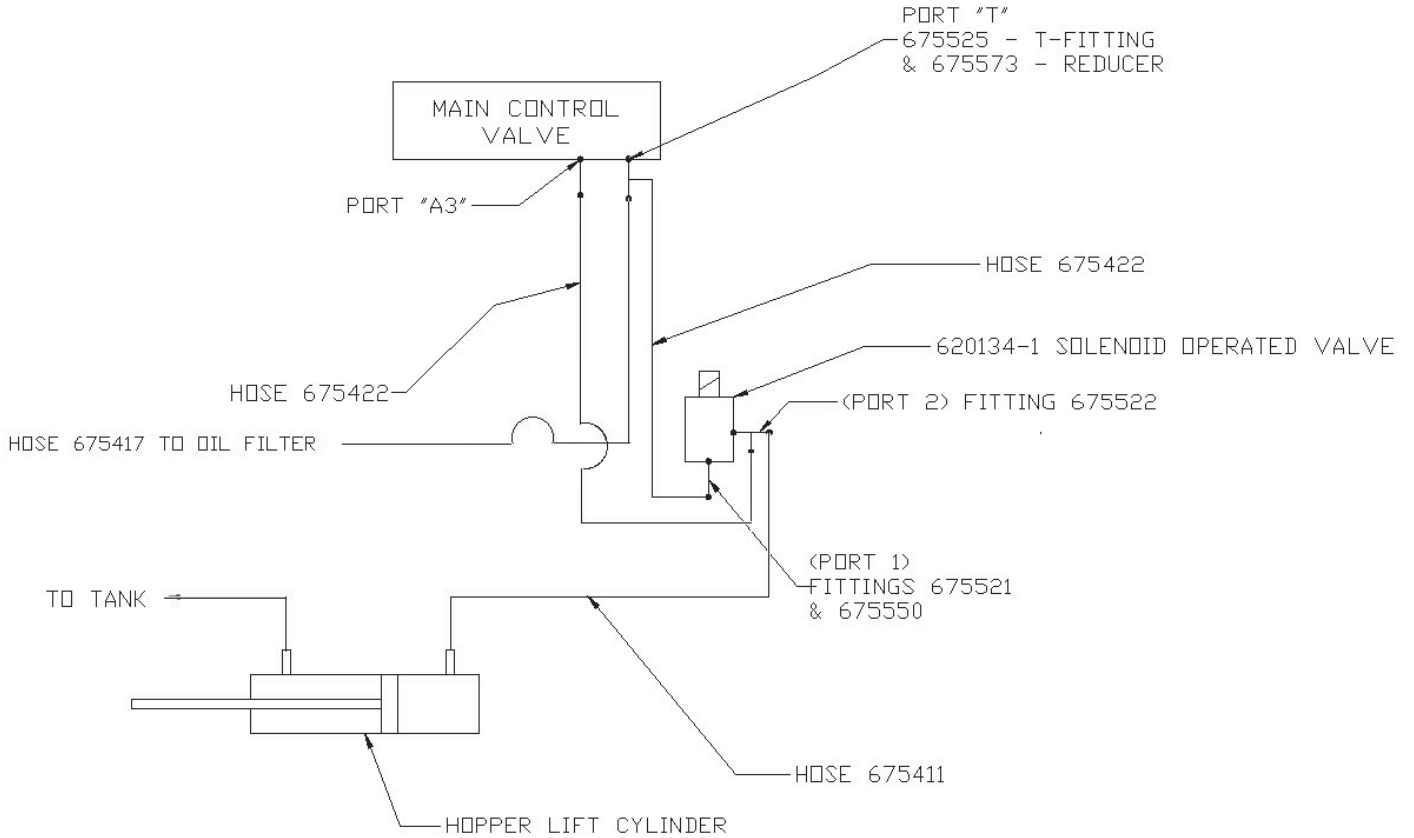 PORT "T"
675525 - T-FITTING
& 675573 - REDUCER
MAIN CONTROL
VALVE
PORT "A3"
HOSE 675422
620134-1 SOLENOID OPERATED VALVE
HOSE 675422
(PORT 2) FITTING 675522
HOSE 675417 TO OIL FILTER
(PORT 1)
FITTINGS 675521
& 675550
TO TANK
HOSE 675411
HOPPER LIFT CYLINDER